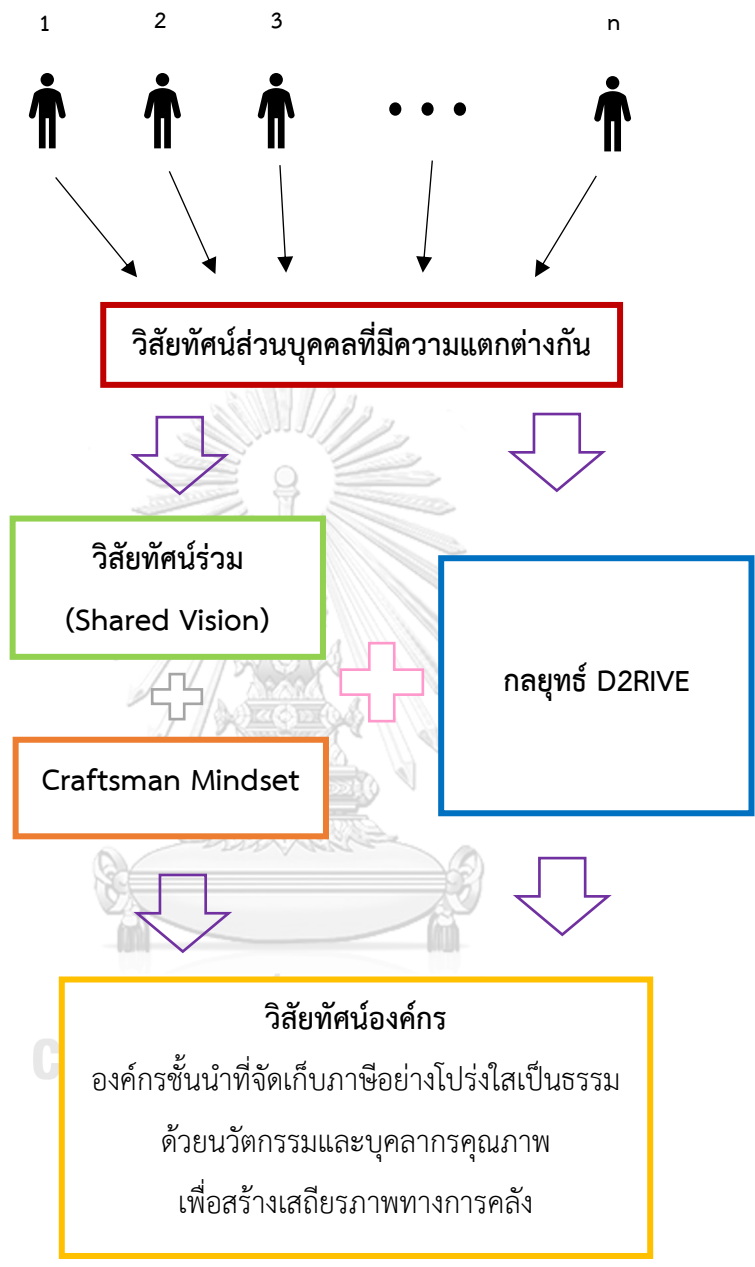 1 2 3 n
วิสัยทัศน์ส่วนบุคคลที่มีความแตกต่างกัน
วิสัยทัศน์ร่วม
(Shared Vision)
กลยุทธ์ D2RIVE
Craftsman Mindset
วิสัยทัศน์องค์กร
องค์กรชั้นนำที่จัดเก็บภาษีอย่างโปร่งใสเป็นธรรม
ด้วยนวัตกรรมและบุคลากรคุณภาพ
เพื่อสร้างเสถียรภาพทางการคลัง